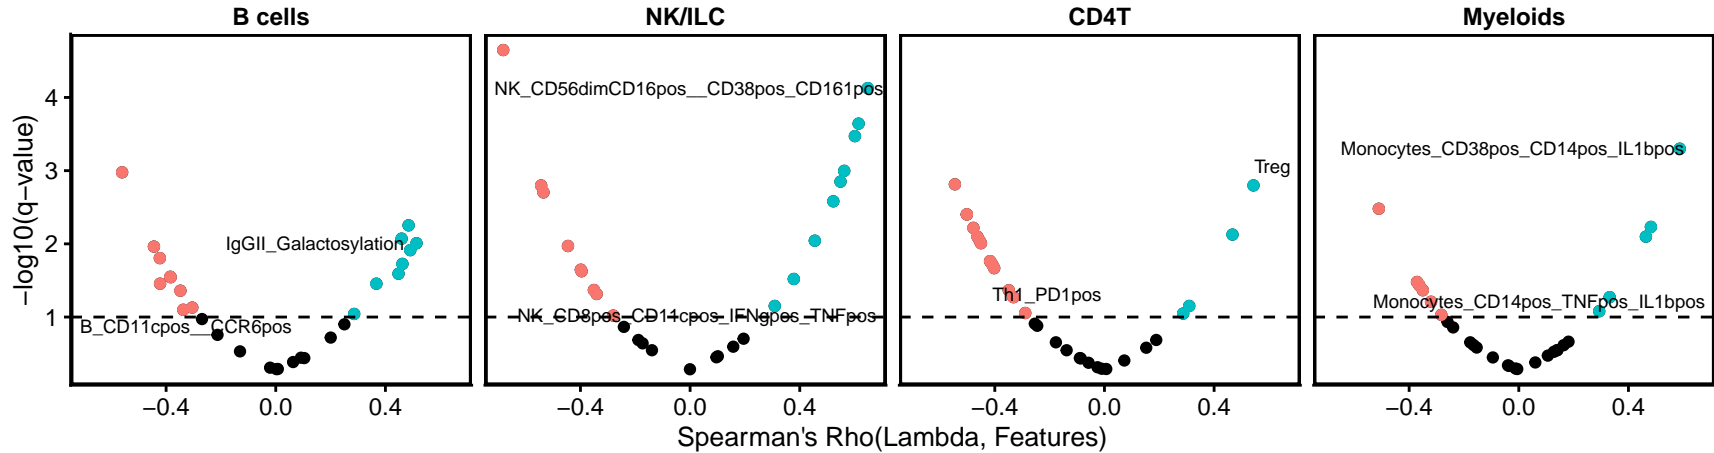 B cells
NK/ILC
CD4T
Myeloids
−log10(q−value)
4
3
2
1
IgGII_Galactosylation
B_CD11cpos__CCR6pos
NK_CD56dimCD16pos__CD38pos_CD161pos
NK_CD8pos_CD11cpos_IFNgpos_TNFpos
Treg
Th1_PD1pos
Monocytes_CD38pos_CD14pos_IL1bpos
Monocytes_CD14pos_TNFpos_IL1bpos
−0.4 0.0 0.4
−0.4 0.0 0.4
−0.4 0.0 0.4
−0.4 0.0 0.4
Spearman's Rho(Lambda, Features)